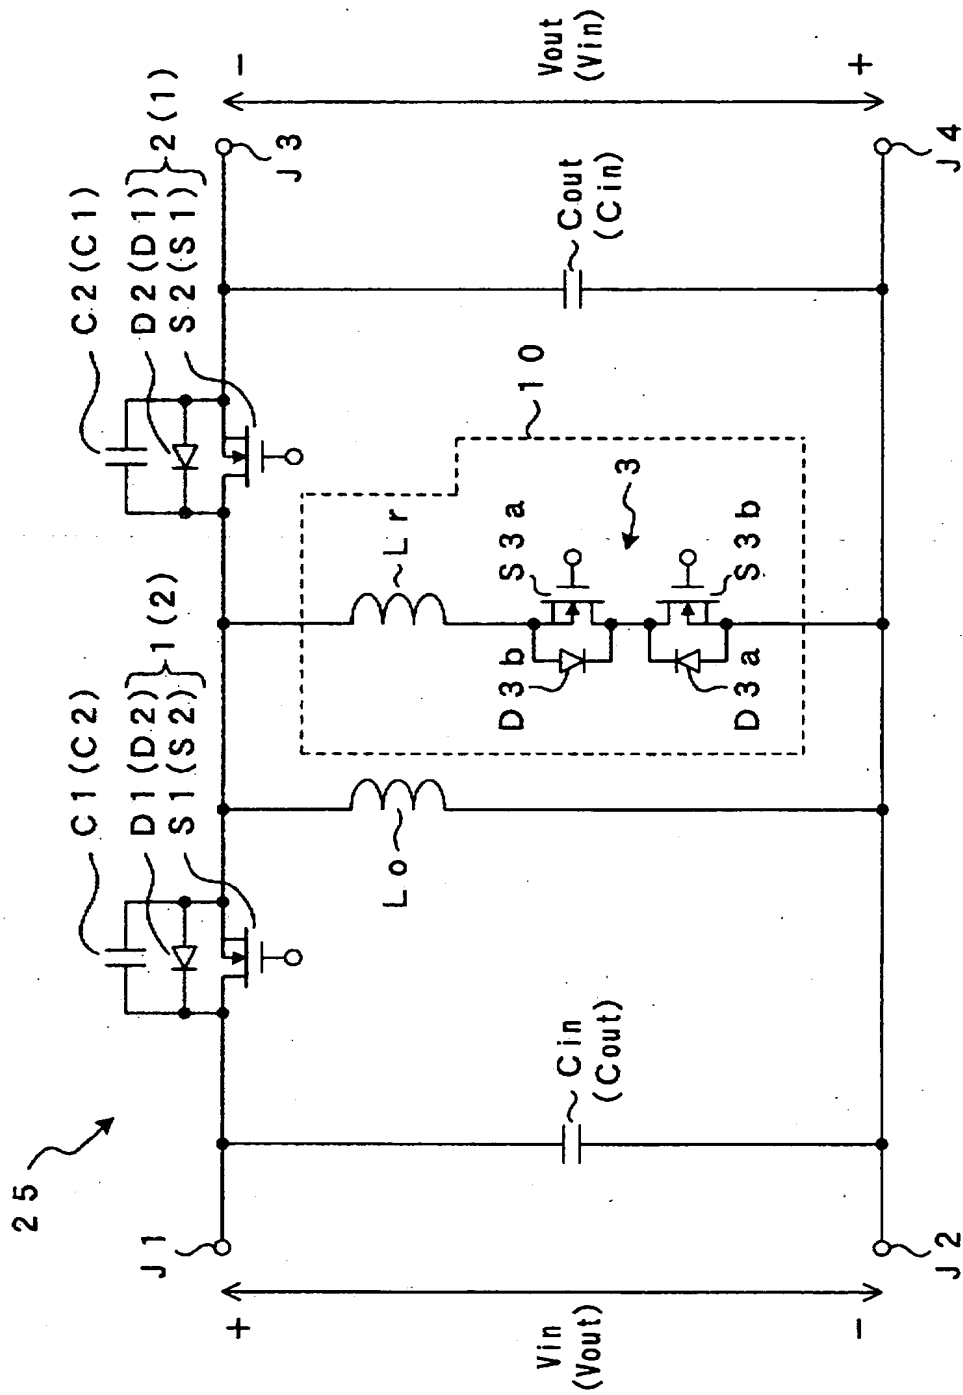 25
C1(C2)
D1(D2)
S1(S2)
1(2)
C2(C1)
D2(D1)
S2(S1)
2(1)
J1
J3
+
-
Vin
(Vout)
Cin
(Cout)
Lo
Lr
10
S3a
D3b
3
S3b
D3a
Cout
(Cin)
Vout
(Vin)
-
+
J2
J4